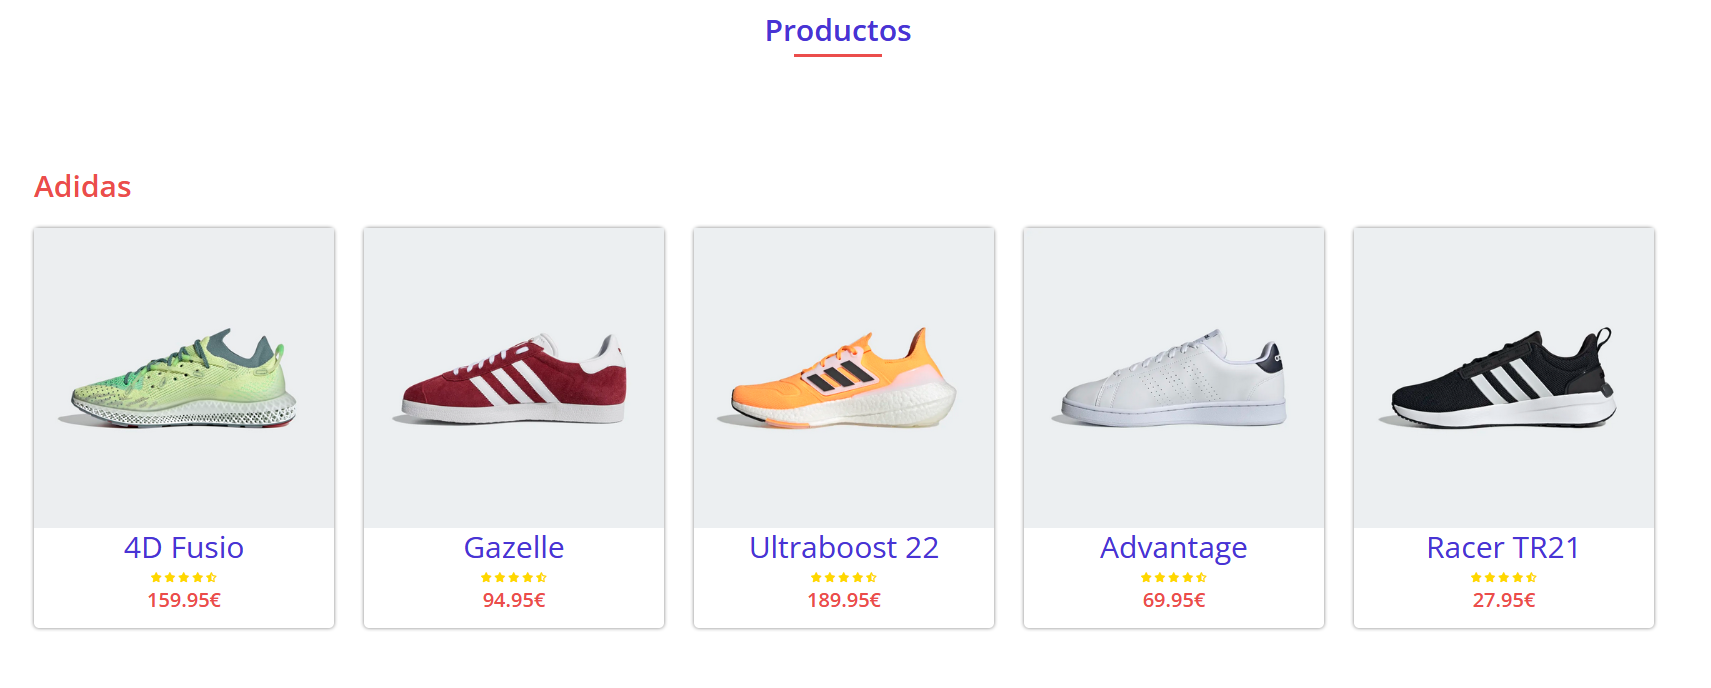 Productos
Adidas
4D Fusio
159.95€
Gazelle
94.95€
Ultraboost 22
189.95€
Advantage
69.95€
Racer TR21
27.95€